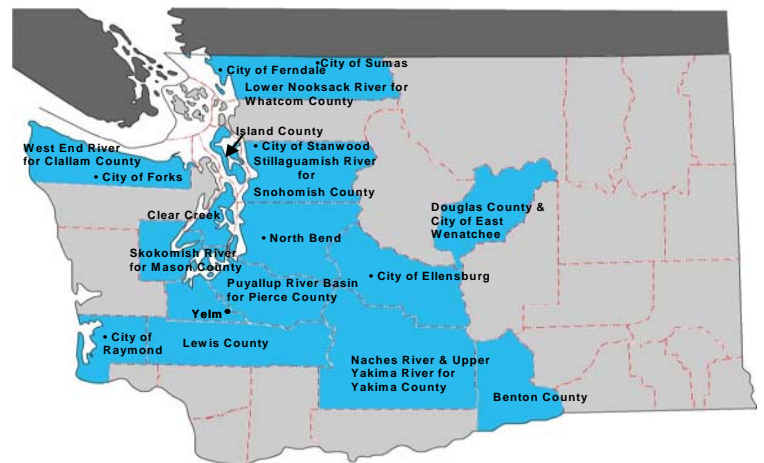 • City of Sumas
• City of Ferndale
Lower Nooksack River for
Whatcom County
Island County
West End River
for Clallam County
• City of Forks
• City of Stanwood
Stillaguamish River
for
Snohomish County
Clear Creek
Douglas County &
City of East
Wenatchee
• North Bend
Skokomish River
for Mason County
• City of Ellensburg
Puyallup River Basin
for Pierce County
Yelm •
• City of
Raymond
Lewis County
Naches River & Upper
Yakima River for
Yakima County
Benton County